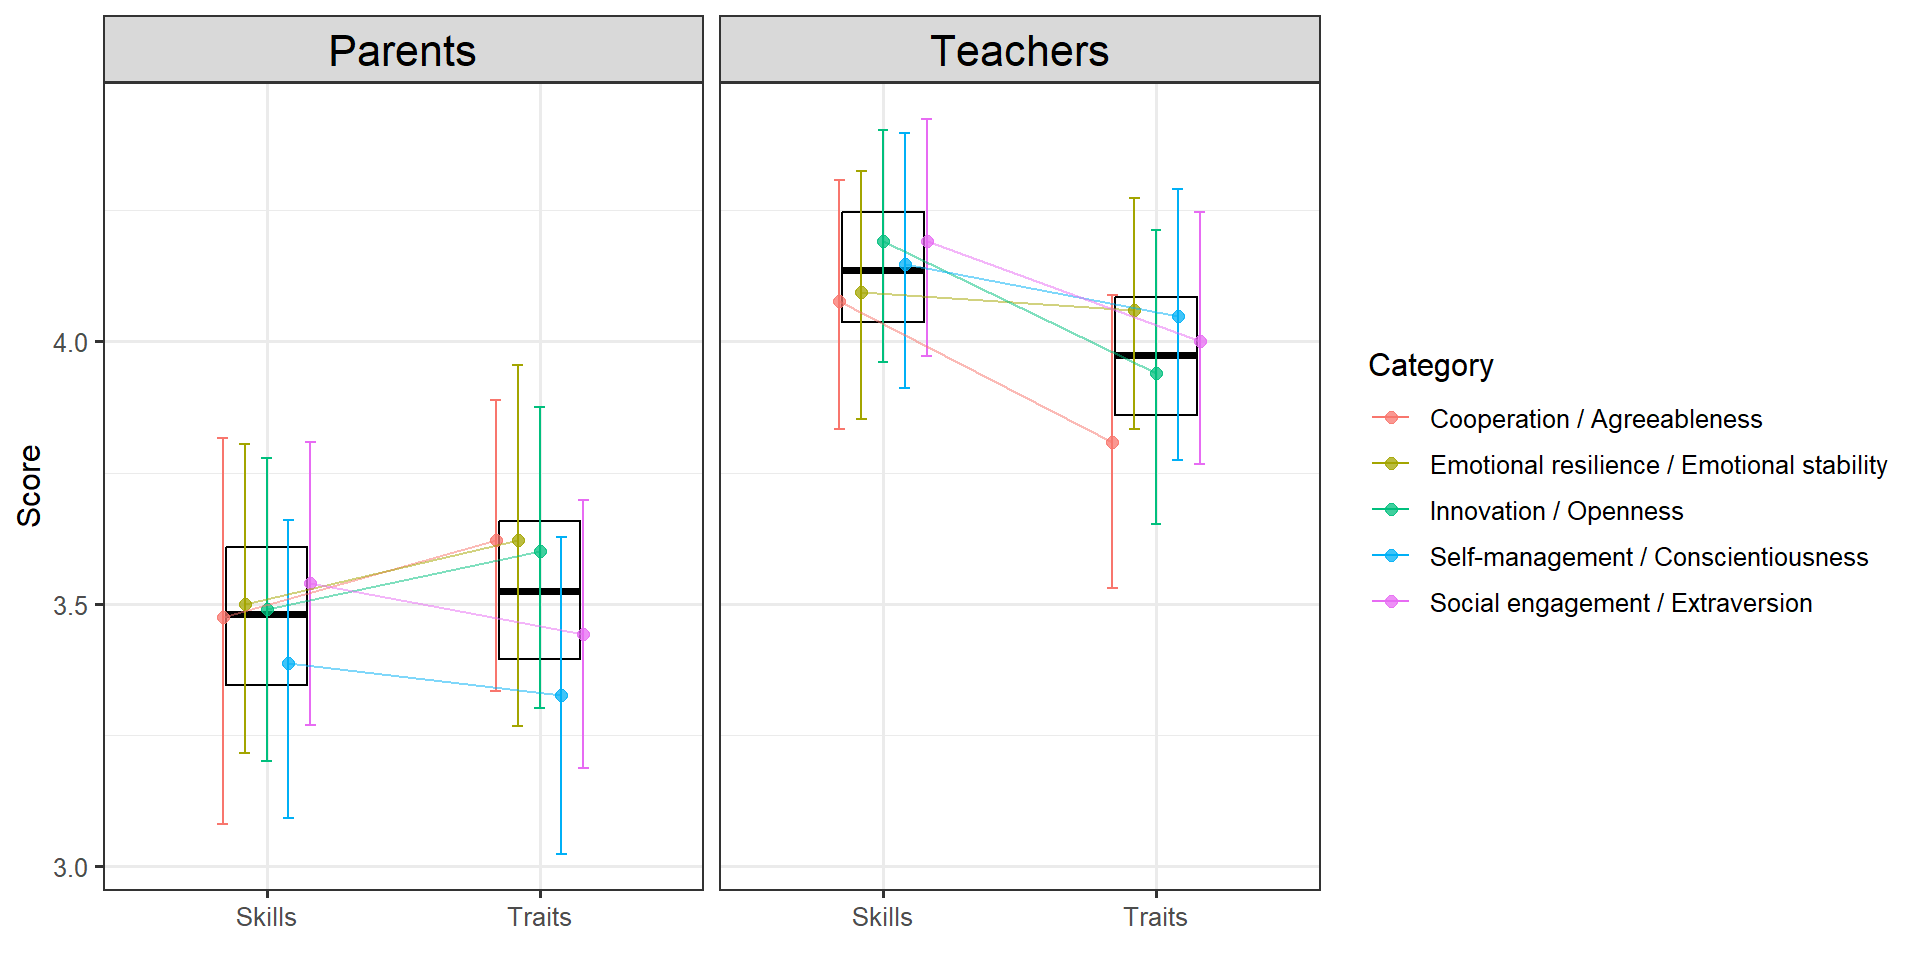 Parents
Teachers
Score
4.0
3.5
3.0
Skills
Traits
Skills
Traits
Category
Cooperation / Agreeableness
Emotional resilience / Emotional stability
Innovation / Openness
Self-management / Conscientiousness
Social engagement / Extraversion